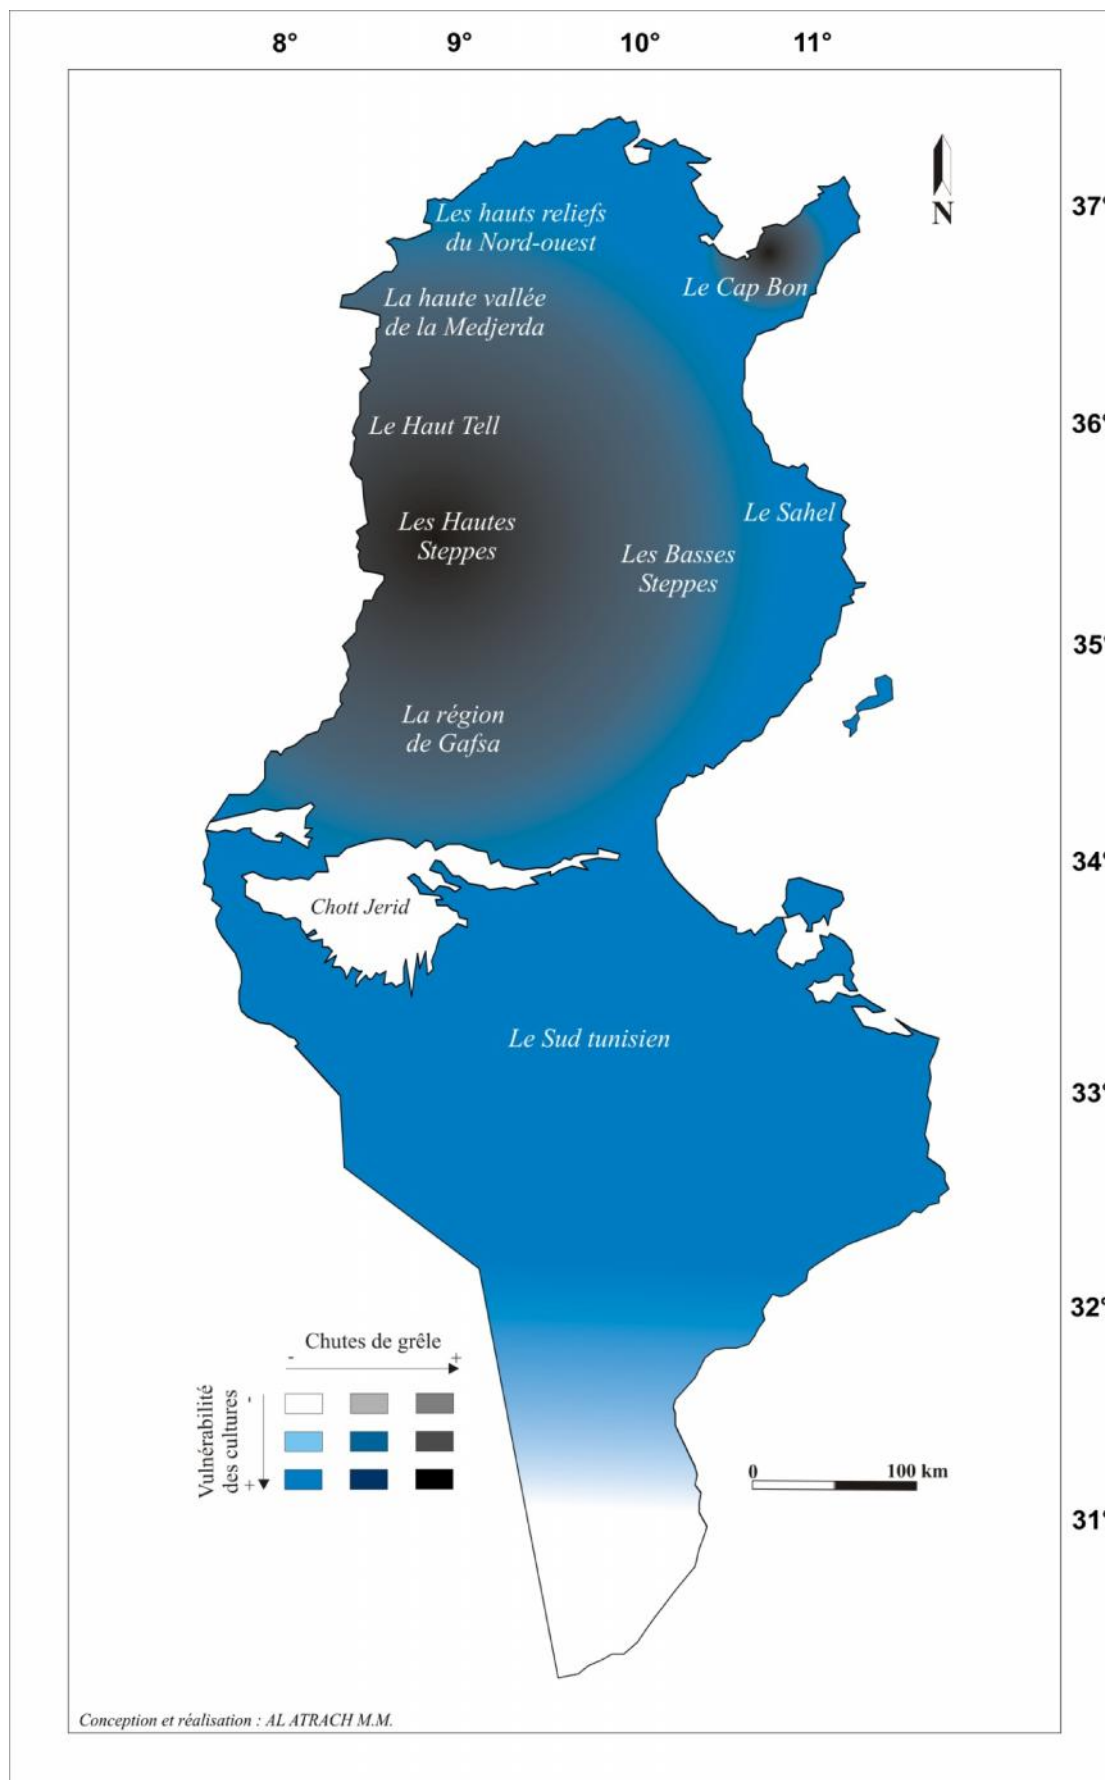 8° 9° 10° 11°
N
37°
Les hauts reliefs
du Nord-ouest
Le Cap Bon
La haute vallée
de la Medjerda
36°
Le Haut Tell
Les Hautes
Steppes
Le Sahel
Les Basses
Steppes
35°
La région
de Gafsa
34°
Chott Jerid
Le Sud tunisien
33°
32°
Chutes de grêle
- +
Vulnérabilité
des cultures
-
+
0 100 km
31°
Conception et réalisation : AL ATRACH M.M.